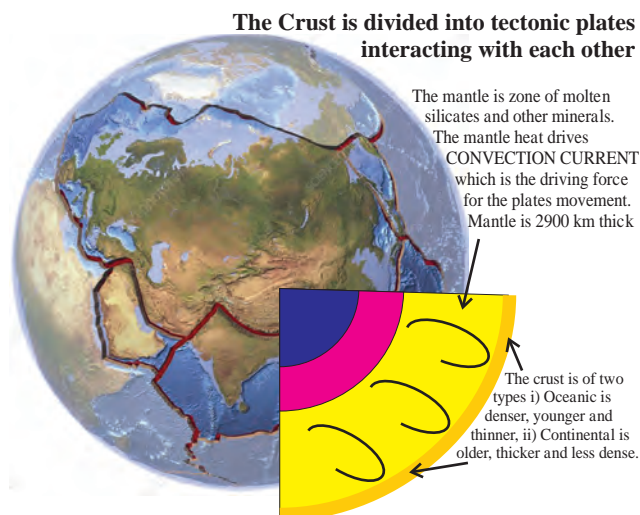 The Crust is divided into tectonic plates
interacting with each other
The mantle is zone of molten
silicates and other minerals.
The mantle heat drives
CONVECTION CURRENT
which is the driving force
for the plates movement.
Mantle is 2900 km thick
The crust is of two
types i) Oceanic is
denser, younger and
thinner, ii) Continental is
older, thicker and less dense.